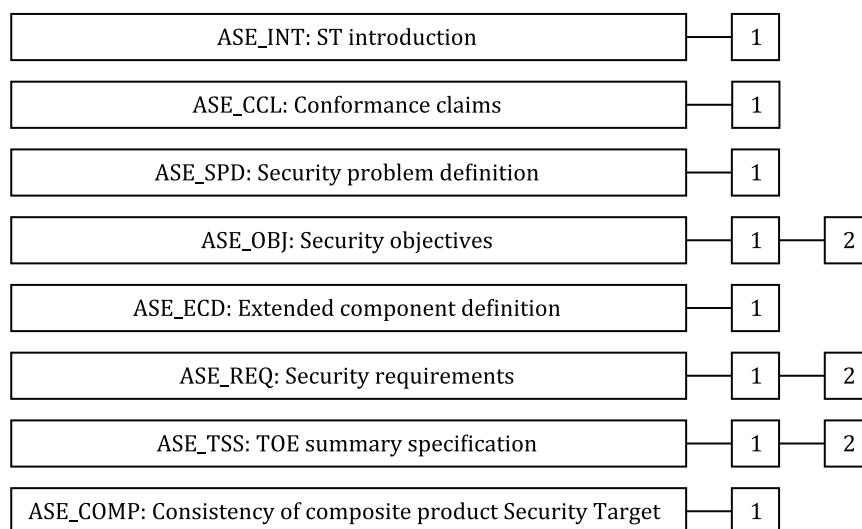 ASE_INT: ST introduction 1
ASE_CCL: Conformance claims 1
ASE_SPD: Security problem definition 1
ASE_OBJ: Security objectives 1 2
ASE_ECD: Extended component definition 1
ASE_REQ: Security requirements 1 2
ASE_TSS: TOE summary specification 1 2
ASE_COMP: Consistency of composite product Security Target 1